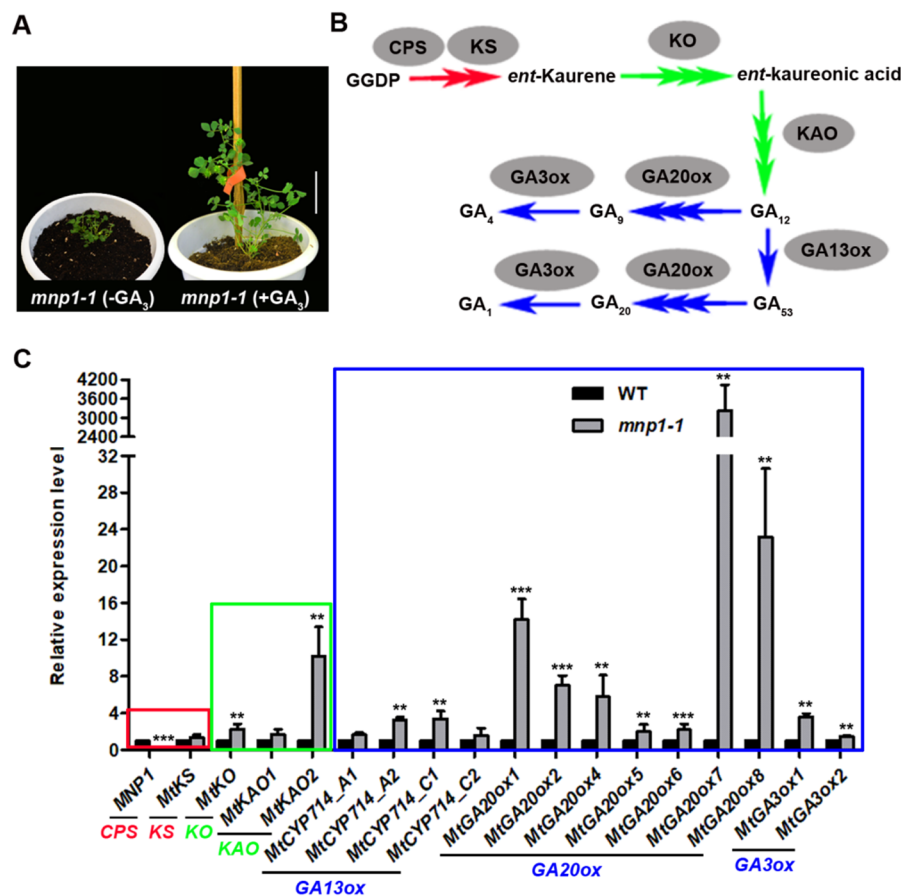 A
mnp1-1 (-GA3) mnp1-1 (+GA3)
B
CPS KS KO
GGDP ent-Kaurene ent-kaureonic acid
KAO
GA3ox GA20ox
GA4 GA9 GA12
GA13ox
GA3ox GA20ox
GA1 GA20 GA53
C
Relative expression level
4200
3600
3000
2400
32
28
24
20
16
12
8
4
0
WT
mnp1-1
*** ** ** ** ** *** *** ** ** *** ** ** ** **
MNP1 MtKS MtKO MtKAO1 MtKAO2 MtCYP714_A1 MtCYP714_A2 MtCYP714_C1 MtCYP714_C2 MtGA20ox1 MtGA20ox2 MtGA20ox4 MtGA20ox5 MtGA20ox6 MtGA20ox7 MtGA20ox8 MtGA3ox1 MtGA3ox2
CPS KS KO
KAO
GA13ox GA20ox GA3ox